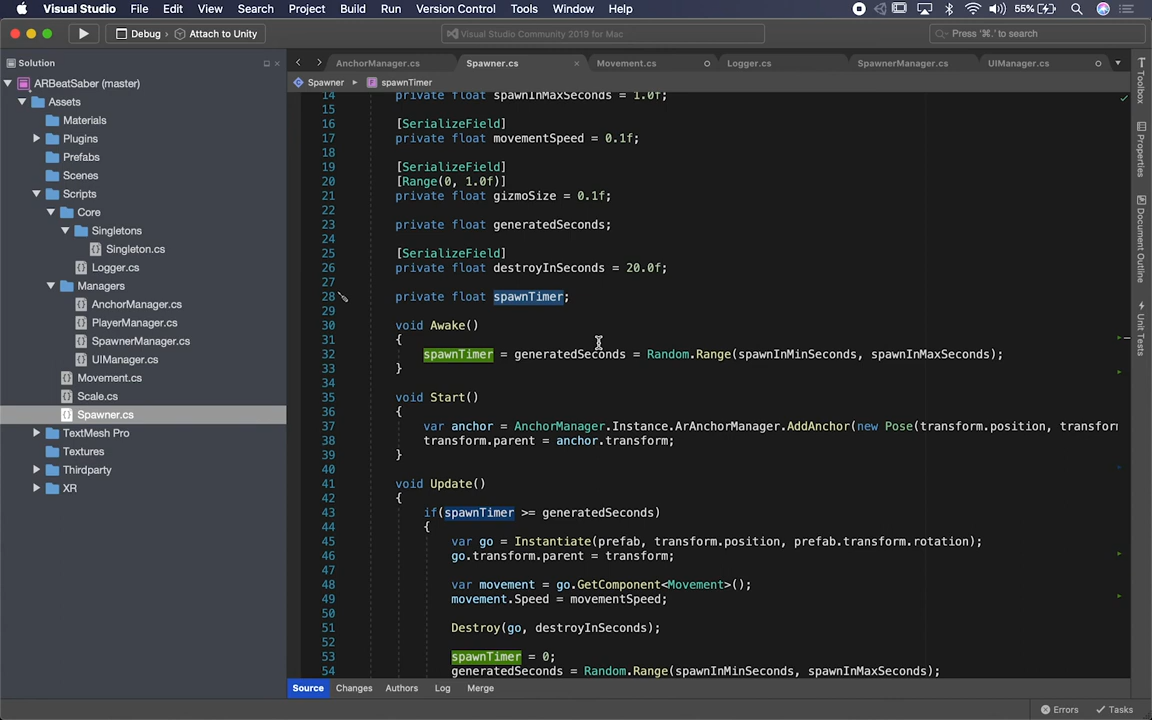 Visual Studio File Edit View Search Project Build Run Version Control Tools Window Help 55%
Debug Attach to Unity Visual Studio Community 2019 for Mac Press '⌘.' to search
Solution
ARBeatSaber (master)
Assets
Materials
Plugins
Prefabs
Scenes
Scripts
Core
Singletons
Singleton.cs
Logger.cs
Managers
AnchorManager.cs
PlayerManager.cs
SpawnerManager.cs
UIManager.cs
Movement.cs
Scale.cs
Spawner.cs
TextMesh Pro
Textures
Thirdparty
XR
AnchorManager.cs Spawner.cs Movement.cs Logger.cs SpawnerManager.cs UIManager.cs
Spawner spawnTimer
14 private float spawnInMaxSeconds = 1.0f;
15
16 [SerializeField]
17 private float movementSpeed = 0.1f;
18
19 [SerializeField]
20 [Range(0, 1.0f)]
21 private float gizmoSize = 0.1f;
22
23 private float generatedSeconds;
24
25 [SerializeField]
26 private float destroyInSeconds = 20.0f;
27
28 private float spawnTimer;
29
30 void Awake()
31 {
32 spawnTimer = generatedSeconds = Random.Range(spawnInMinSeconds, spawnInMaxSeconds);
33 }
34
35 void Start()
36 {
37 var anchor = AnchorManager.Instance.ArAnchorManager.AddAnchor(new Pose(transform.position, transform
38 transform.parent = anchor.transform;
39 }
40
41 void Update()
42 {
43 if(spawnTimer >= generatedSeconds)
44 {
45 var go = Instantiate(prefab, transform.position, prefab.transform.rotation);
46 go.transform.parent = transform;
47
48 var movement = go.GetComponent<Movement>();
49 movement.Speed = movementSpeed;
50
51 Destroy(go, destroyInSeconds);
52
53 spawnTimer = 0;
54 generatedSeconds = Random.Range(spawnInMinSeconds, spawnInMaxSeconds);
Source Changes Authors Log Merge
Errors Tasks
Toolbox
Properties
Document Outline
Unit Tests